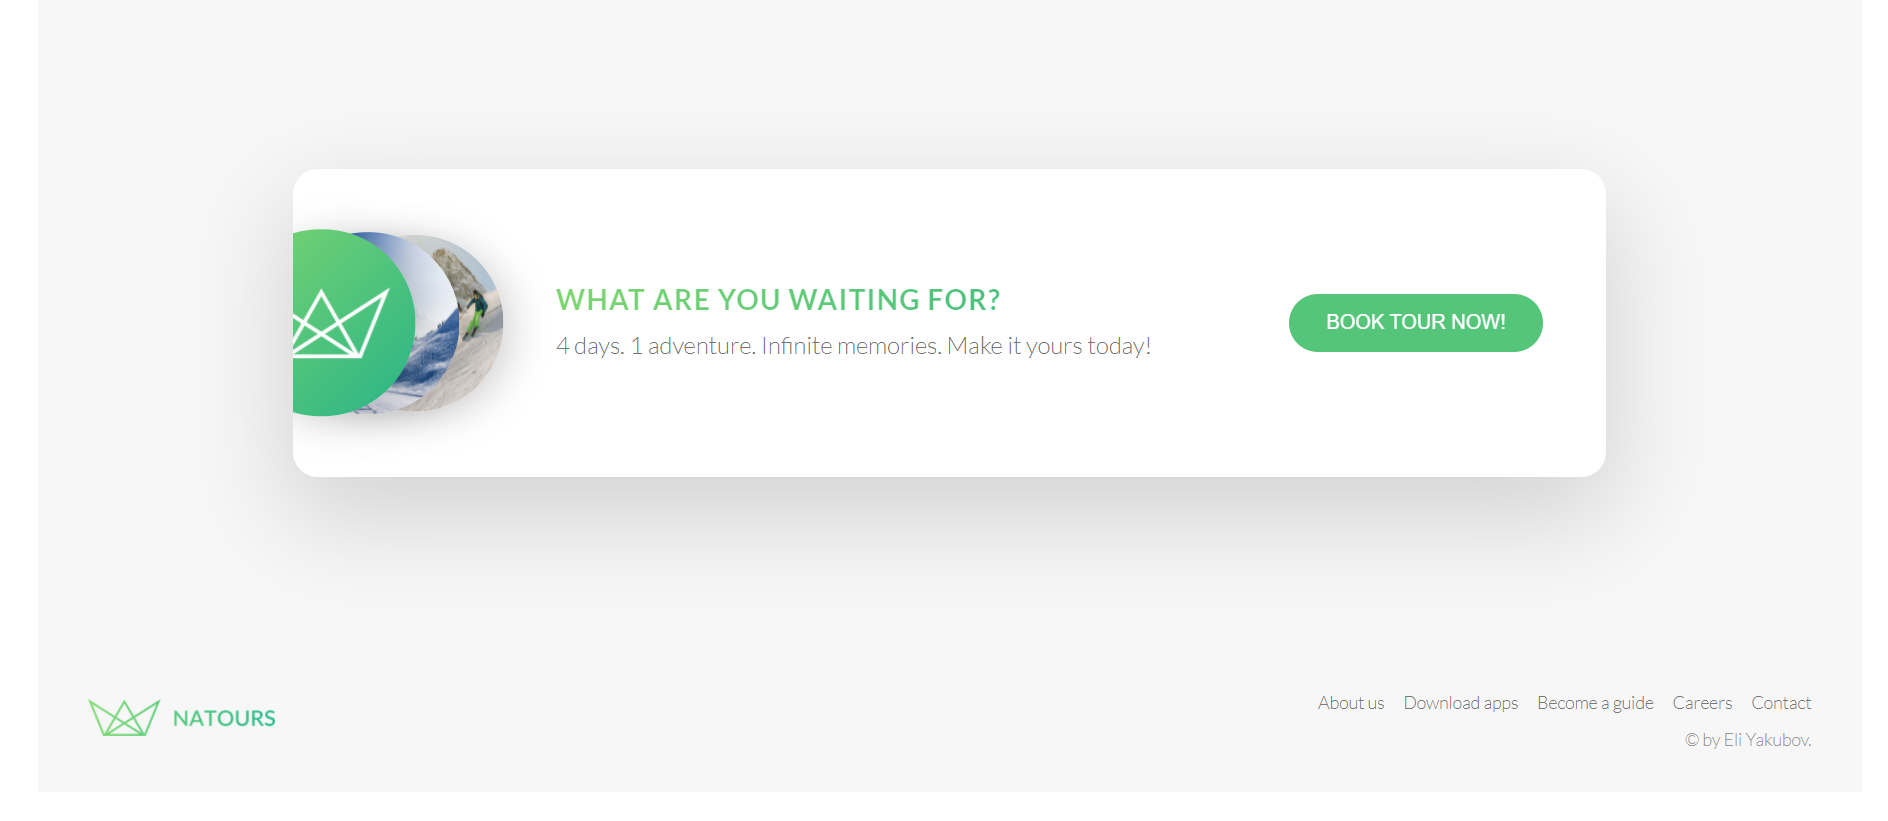 WHAT ARE YOU WAITING FOR?
4 days. 1 adventure. Infinite memories. Make it yours today!
BOOK TOUR NOW!
NATOURS
About us Download apps Become a guide Careers Contact
© by Eli Yakubov.